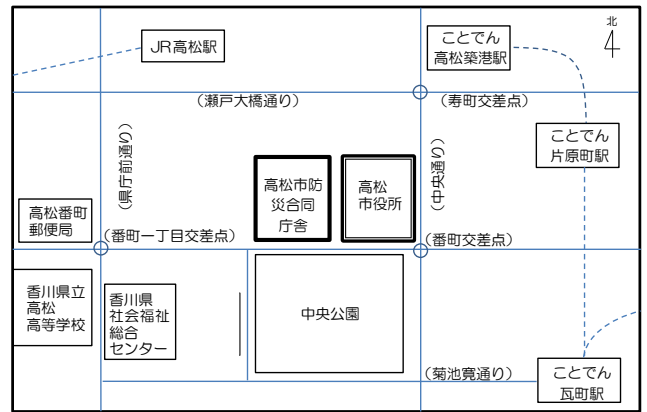 北
JR高松駅
ことでん
高松築港駅
(瀬戸大橋通り)
(寿町交差点)
(県庁前通り)
(中央通り)
ことでん
片原町駅
高松市防
災合同
庁舎
高松
市役所
高松番町
郵便局
(番町一丁目交差点)
(番町交差点)
香川県立
高松
高等学校
香川県
社会福祉
総合
センター
中央公園
(菊池寛通り)
ことでん
瓦町駅